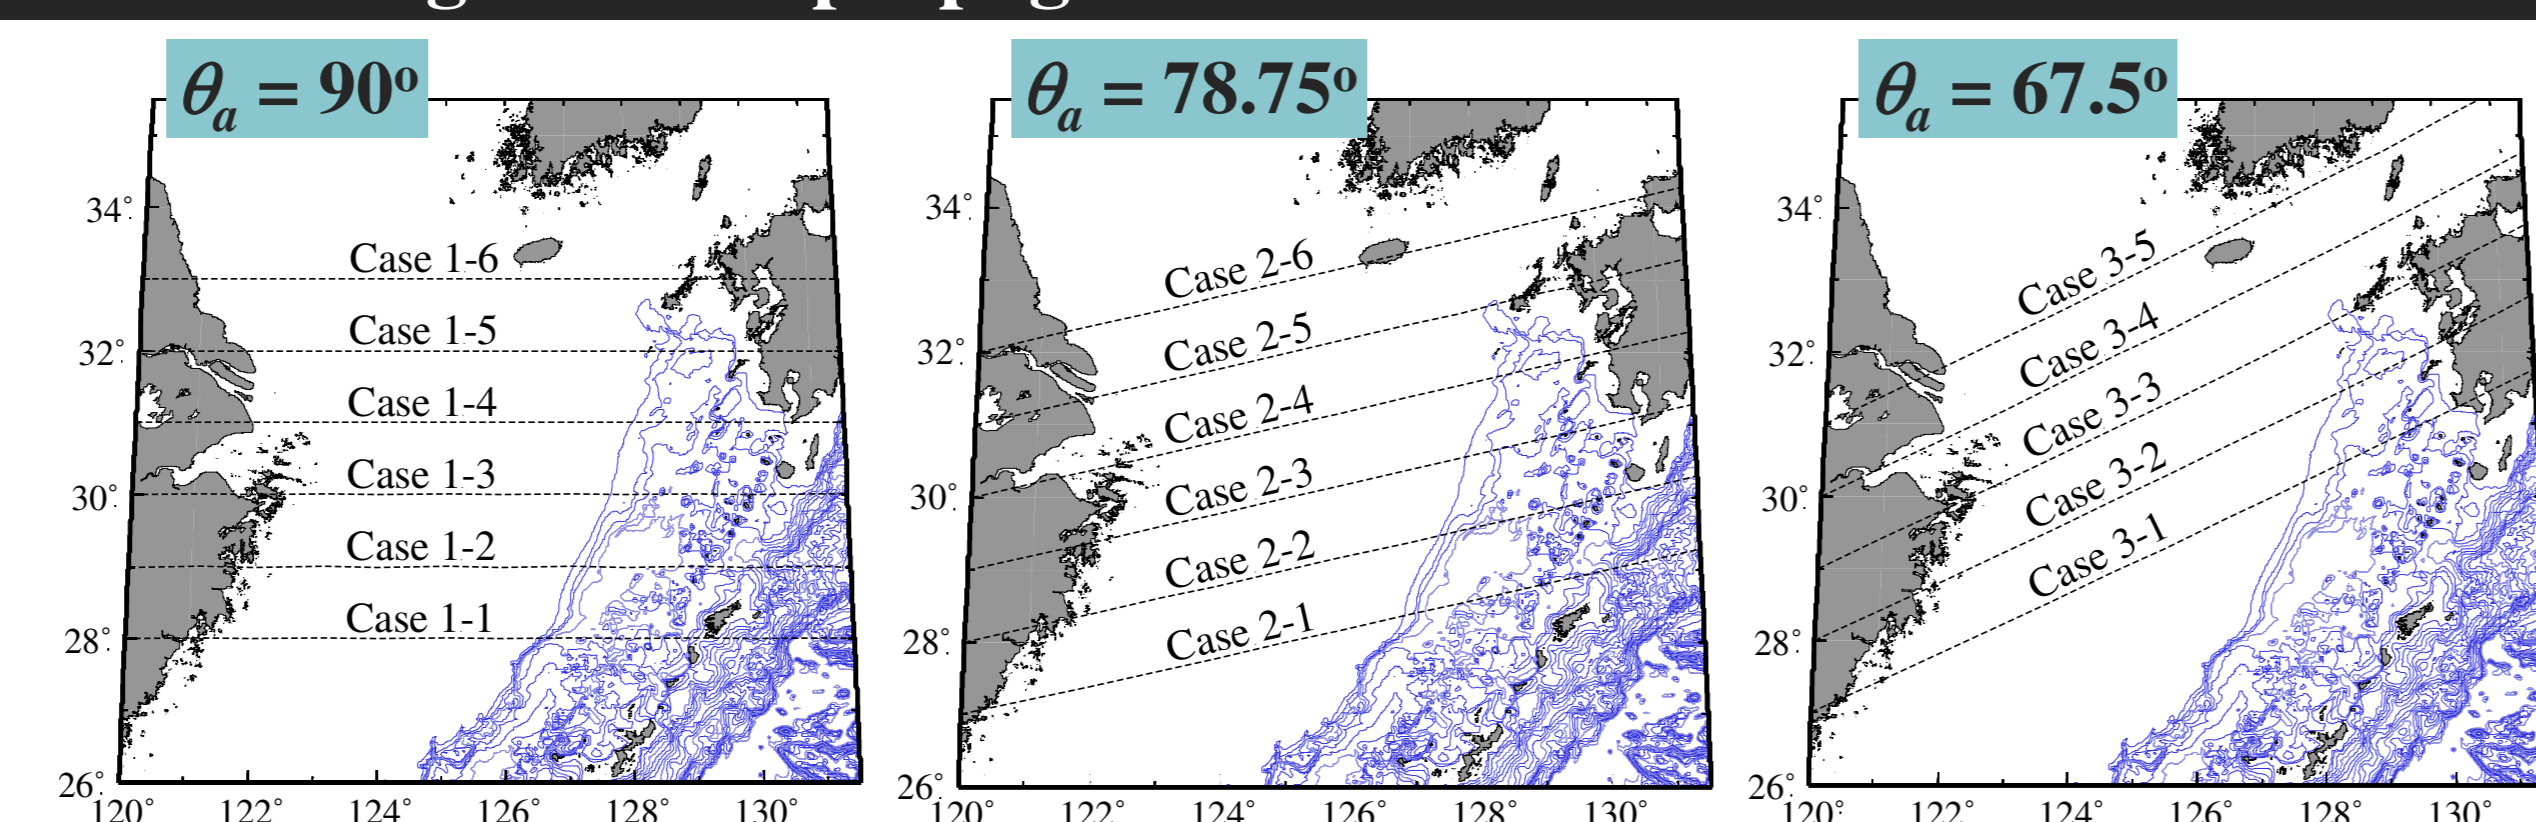 θa = 90o
34°
32°
30°
28°
26°
120° 122° 124° 126° 128° 130°
Case 1-6
Case 1-5
Case 1-4
Case 1-3
Case 1-2
Case 1-1
θa = 78.75o
34°
32°
30°
28°
26°
120° 122° 124° 126° 128° 130°
Case 2-6
Case 2-5
Case 2-4
Case 2-3
Case 2-2
Case 2-1
θa = 67.5o
34°
32°
30°
28°
26°
120° 122° 124° 126° 128° 130°
Case 3-5
Case 3-4
Case 3-3
Case 3-2
Case 3-1